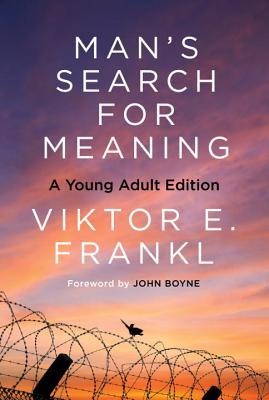 MAN'S
SEARCH
FOR
MEANING
A Young Adult Edition
VIKTOR E.
FRANKL
Foreword by JOHN BOYNE